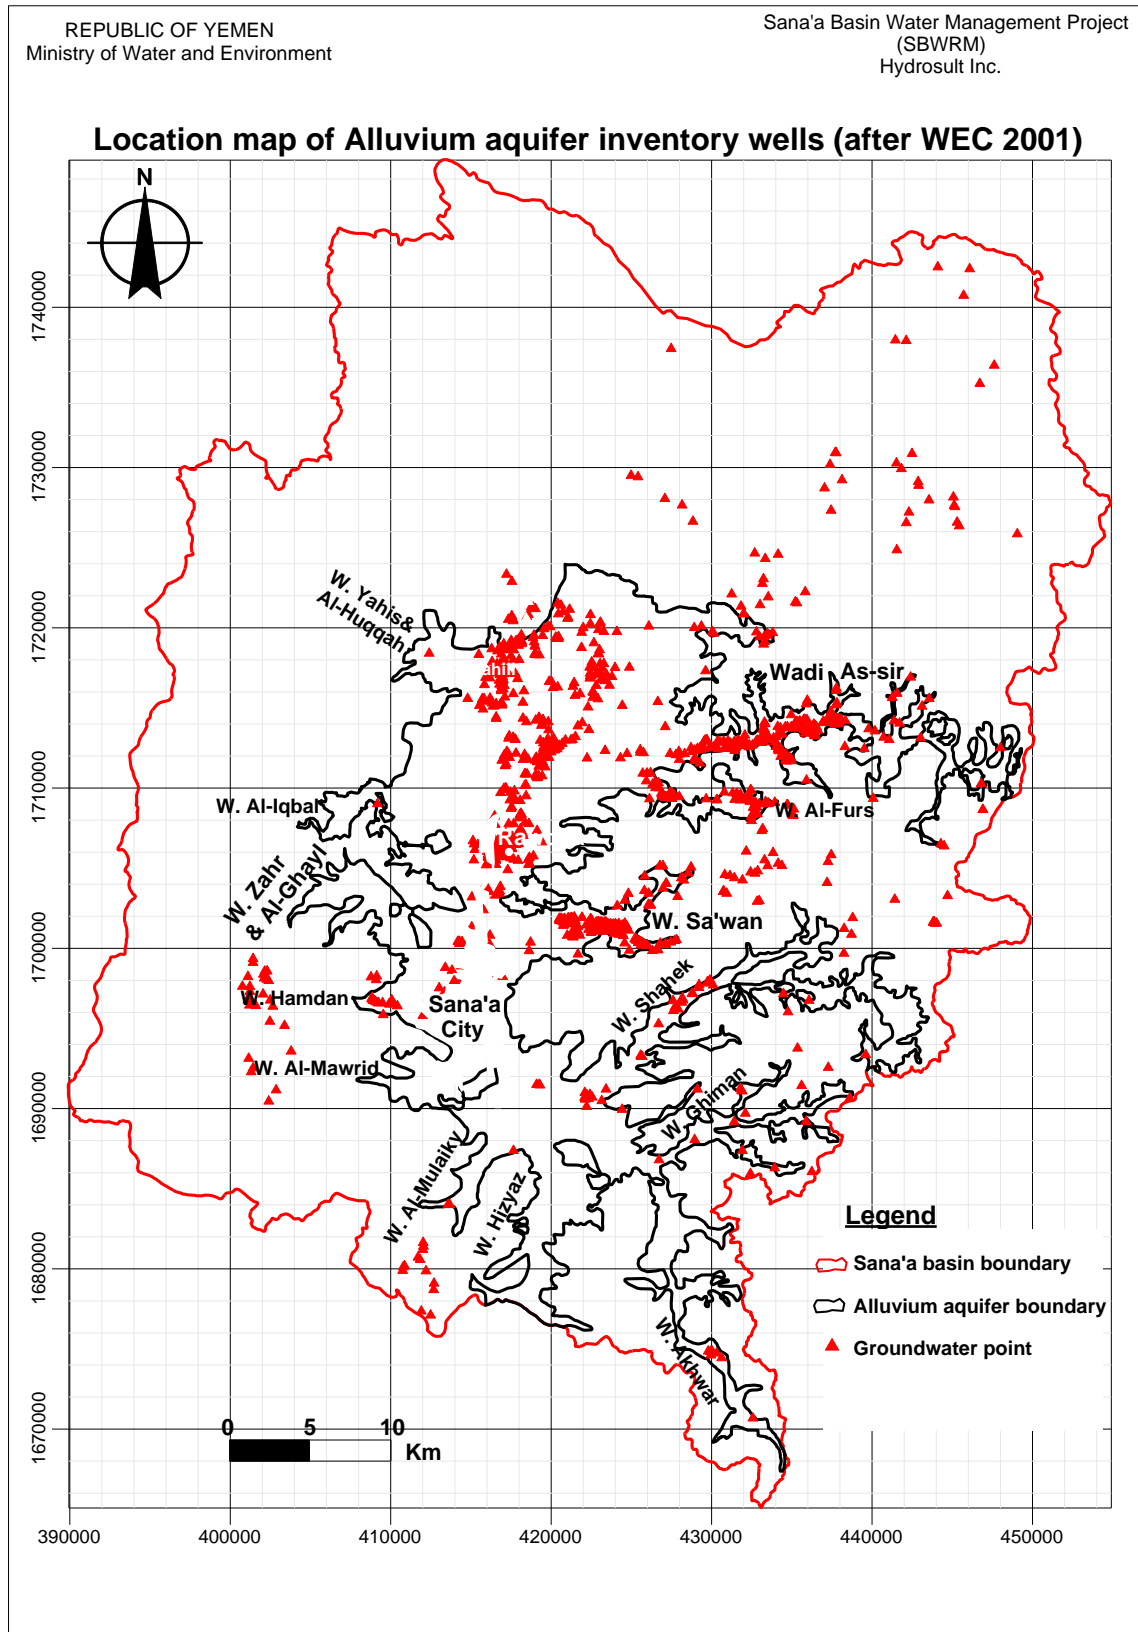 REPUBLIC OF YEMEN
Ministry of Water and Environment
Sana'a Basin Water Management Project
(SBWRM)
Hydrosult Inc.
Location map of Alluvium aquifer inventory wells (after WEC 2001)
N
1740000
1730000
1720000
1710000
1700000
1690000
1680000
1670000
W. Yahis&
Al-Huqqah
Wadi As-sir
W. Al-Iqbal
W. Al-Furs
W. Zahr
& Al-Ghayl
W. Sa'wan
W. Hamdan
Sana'a
City
W. Shahek
W. Al-Mawrid
W. Ghiman
W. Al-Mulaiky
W. Hizyaz
W. Akhwar
Legend
Sana'a basin boundary
Alluvium aquifer boundary
Groundwater point
0 5 10
Km
390000 400000 410000 420000 430000 440000 450000